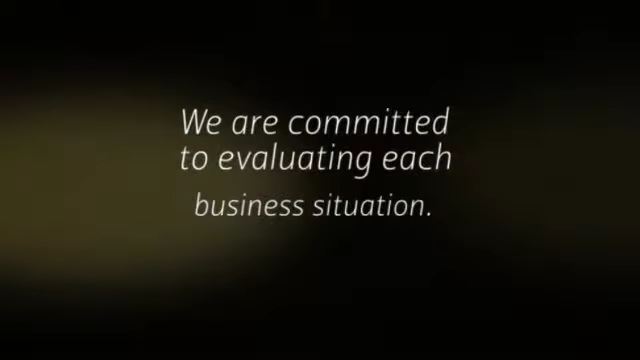 We are committed
to evaluating each
business situation.